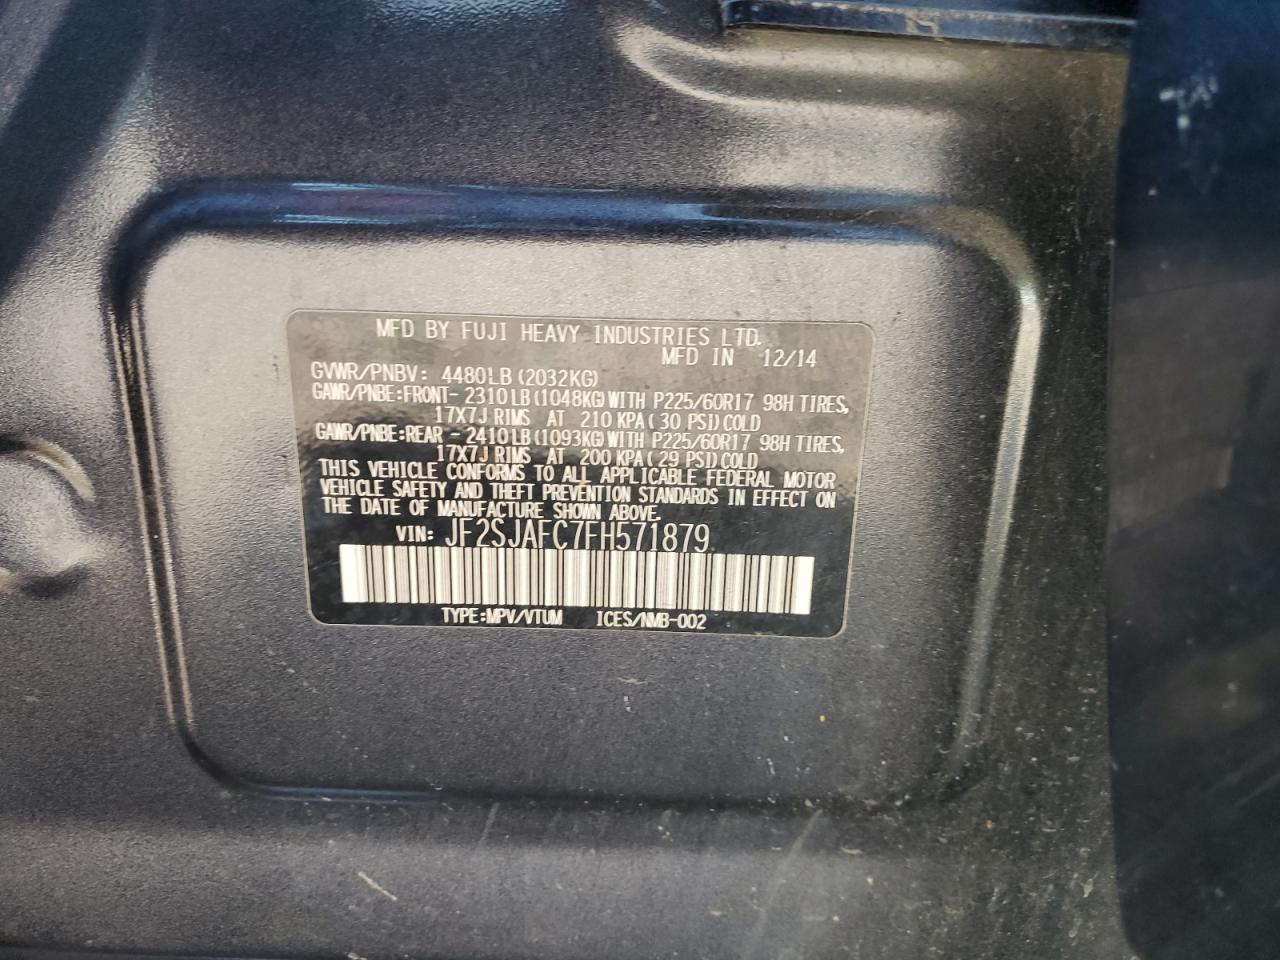 MFD BY FUJI HEAVY INDUSTRIES LTD.
MFD IN 12/14
GVWR/PNBV: 4480LB (2032KG)
GAWR/PNBE:FRONT- 2310LB (1048KG) WITH P225/60R17 98H TIRES,
17X7J RIMS AT 210 KPA ( 30 PSI) COLD
GAWR/PNBE:REAR - 2410LB (1093KG) WITH P225/60R17 98H TIRES,
17X7J RIMS AT 200 KPA ( 29 PSI) COLD
THIS VEHICLE CONFORMS TO ALL APPLICABLE FEDERAL MOTOR
VEHICLE SAFETY AND THEFT PREVENTION STANDARDS IN EFFECT ON
THE DATE OF MANUFACTURE SHOWN ABOVE.
VIN: JF2SJAFC7FH571879
TYPE:MPV/VTUM ICES/NMB-002